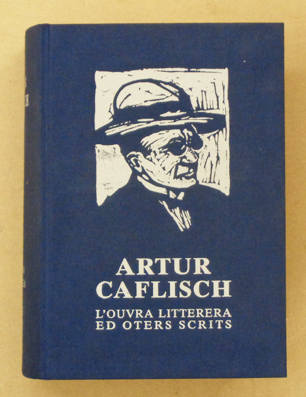 ARTUR
CAFLISCH
L'OUVRA LITTERERA
ED OTERS SCRITS